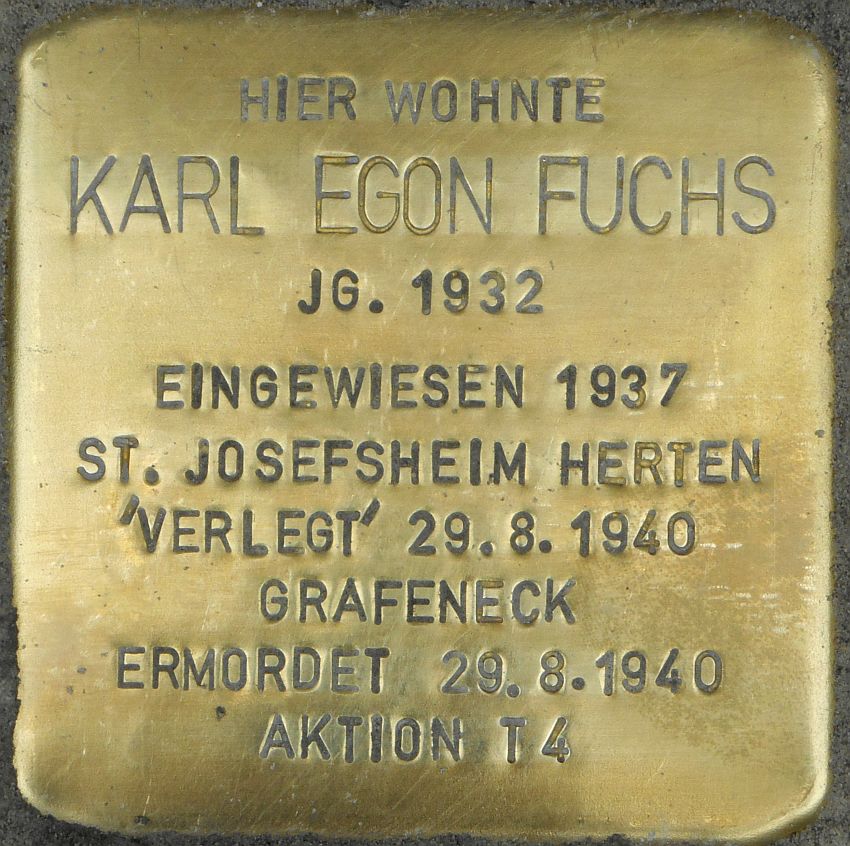 HIER WOHNTE
KARL EGON FUCHS
JG. 1932
EINGEWIESEN 1937
ST. JOSEFSHEIM HERTEN
'VERLEGT' 29.8.1940
GRAFENECK
ERMORDET 29.8.1940
AKTION T4